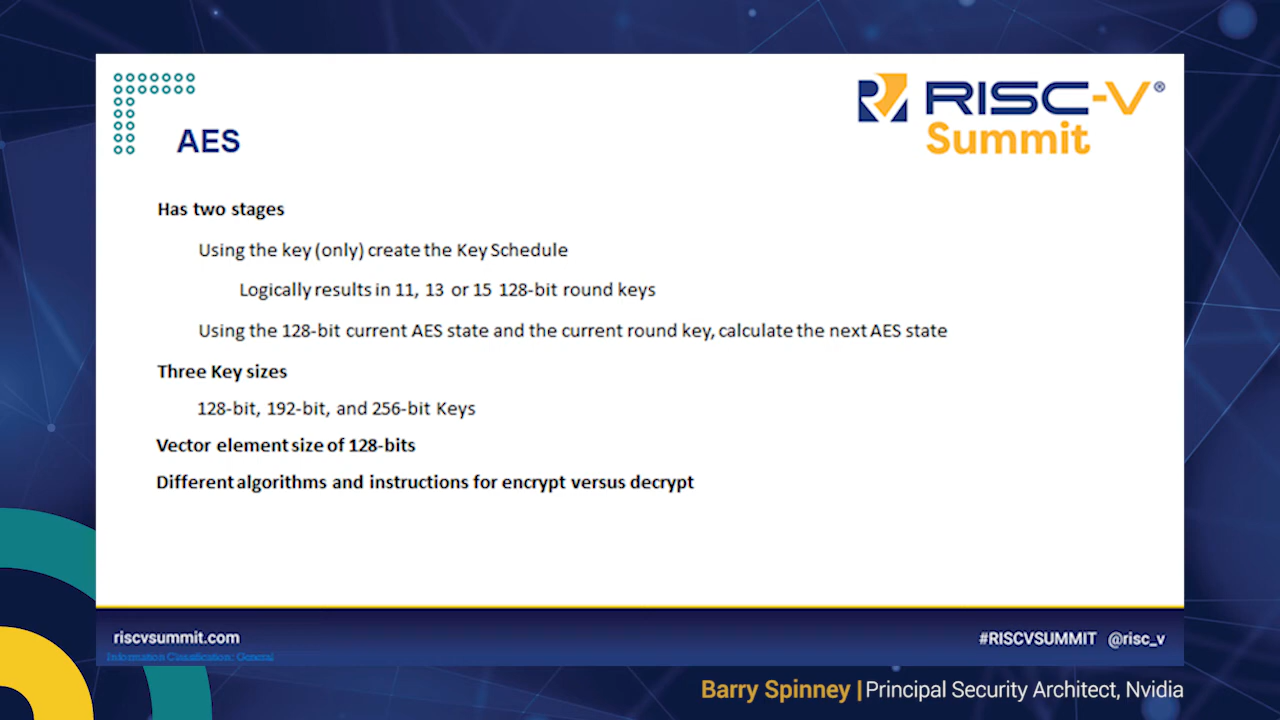 RISC-V®
Summit
AES
Has two stages
Using the key (only) create the Key Schedule
Logically results in 11, 13 or 15 128-bit round keys
Using the 128-bit current AES state and the current round key, calculate the next AES state
Three Key sizes
128-bit, 192-bit, and 256-bit Keys
Vector element size of 128-bits
Different algorithms and instructions for encrypt versus decrypt
riscvsummit.com
#RISCVSUMMIT @risc_v
Information Classification: General
Barry Spinney | Principal Security Architect, Nvidia